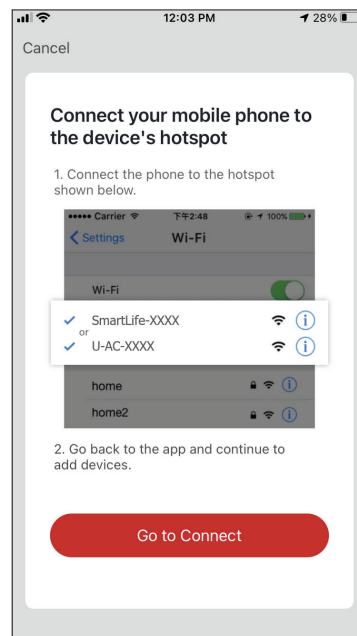 12:03 PM
28%
Cancel
Connect your mobile phone to
the device's hotspot
1. Connect the phone to the hotspot
shown below.
Carrier
下午2:48
100%
Settings
Wi-Fi
Wi-Fi
SmartLife-XXXX
or
U-AC-XXXX
home
home2
2. Go back to the app and continue to
add devices.
Go to Connect